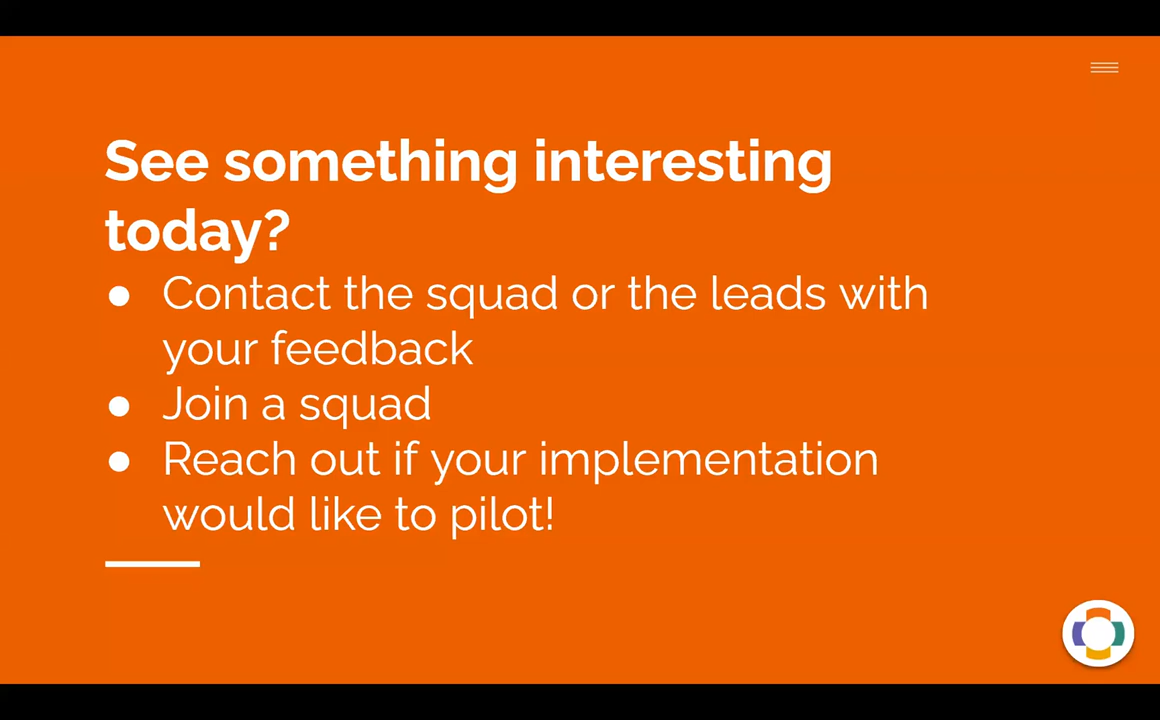 See something interesting
today?
● Contact the squad or the leads with
your feedback
● Join a squad
● Reach out if your implementation
would like to pilot!